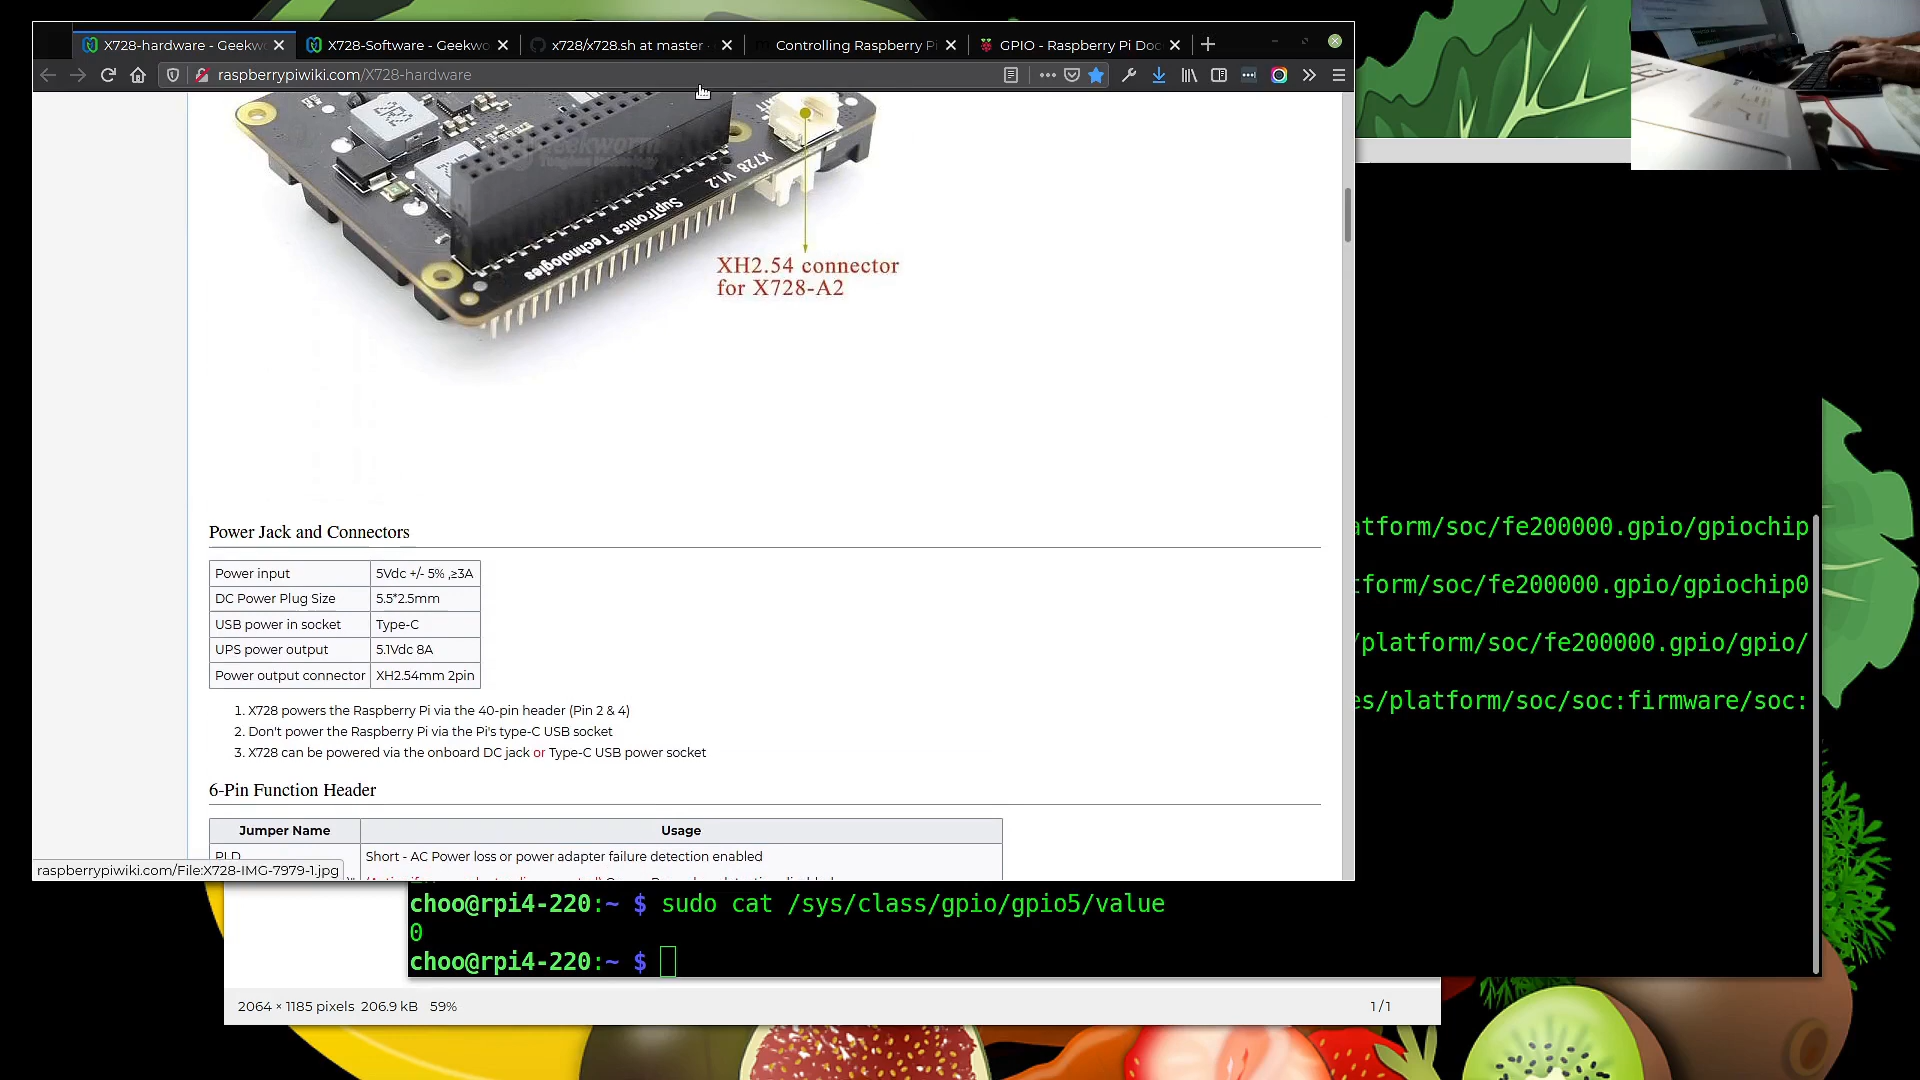 X728-hardware - Geekwo
X728-Software - Geekwo
x728/x728.sh at master ·
Controlling Raspberry Pi
GPIO - Raspberry Pi Doc
raspberrypiwiki.com/X728-hardware
Geekworm
X728 V1.2
SupTronics Technologies
XH2.54 connector
for X728-A2
Power Jack and Connectors
Power input 5Vdc +/- 5% ,≥3A
DC Power Plug Size 5.5*2.5mm
USB power in socket Type-C
UPS power output 5.1Vdc 8A
Power output connector XH2.54mm 2pin
1. X728 powers the Raspberry Pi via the 40-pin header (Pin 2 & 4)
2. Don't power the Raspberry Pi via the Pi's type-C USB socket
3. X728 can be powered via the onboard DC jack or Type-C USB power socket
6-Pin Function Header
Jumper Name Usage
PLD Short - AC Power loss or power adapter failure detection enabled
raspberrypiwiki.com/File:X728-IMG-7979-1.jpg
atform/soc/fe200000.gpio/gpiochip
tform/soc/fe200000.gpio/gpiochip0
/platform/soc/fe200000.gpio/gpio/
es/platform/soc/soc:firmware/soc:
choo@rpi4-220:~ $ sudo cat /sys/class/gpio/gpio5/value
0
choo@rpi4-220:~ $
2064 × 1185 pixels 206.9 kB 59%
1 / 1